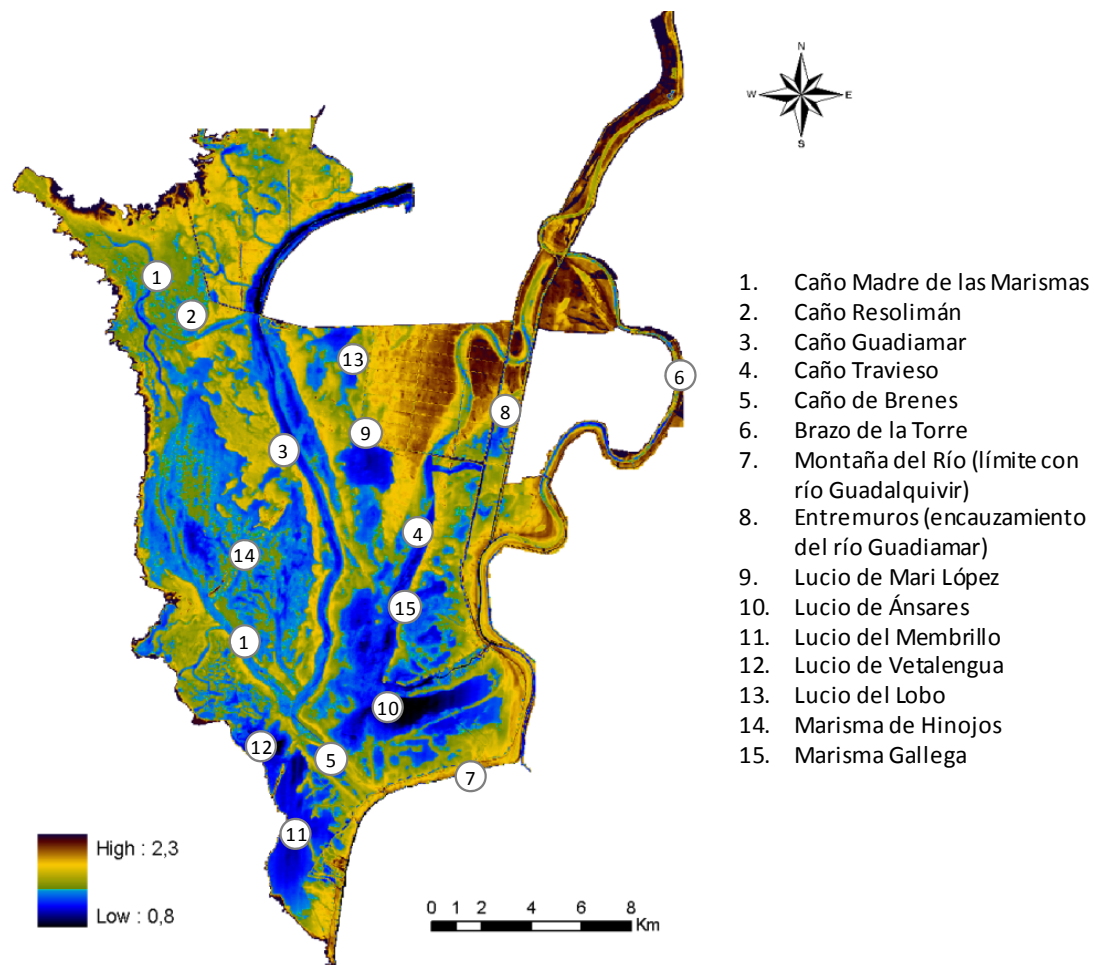 N
W E
S
1
1
2
3
4
5
6
7
8
9
10
11
12
13
14
15
1. Caño Madre de las Marismas
2. Caño Resolimán
3. Caño Guadiamar
4. Caño Travieso
5. Caño de Brenes
6. Brazo de la Torre
7. Montaña del Río (límite con
río Guadalquivir)
8. Entremuros (encauzamiento
del río Guadiamar)
9. Lucio de Mari López
10. Lucio de Ánsares
11. Lucio del Membrillo
12. Lucio de Vetalengua
13. Lucio del Lobo
14. Marisma de Hinojos
15. Marisma Gallega
High : 2,3
Low : 0,8
0 1 2 4 6 8
Km